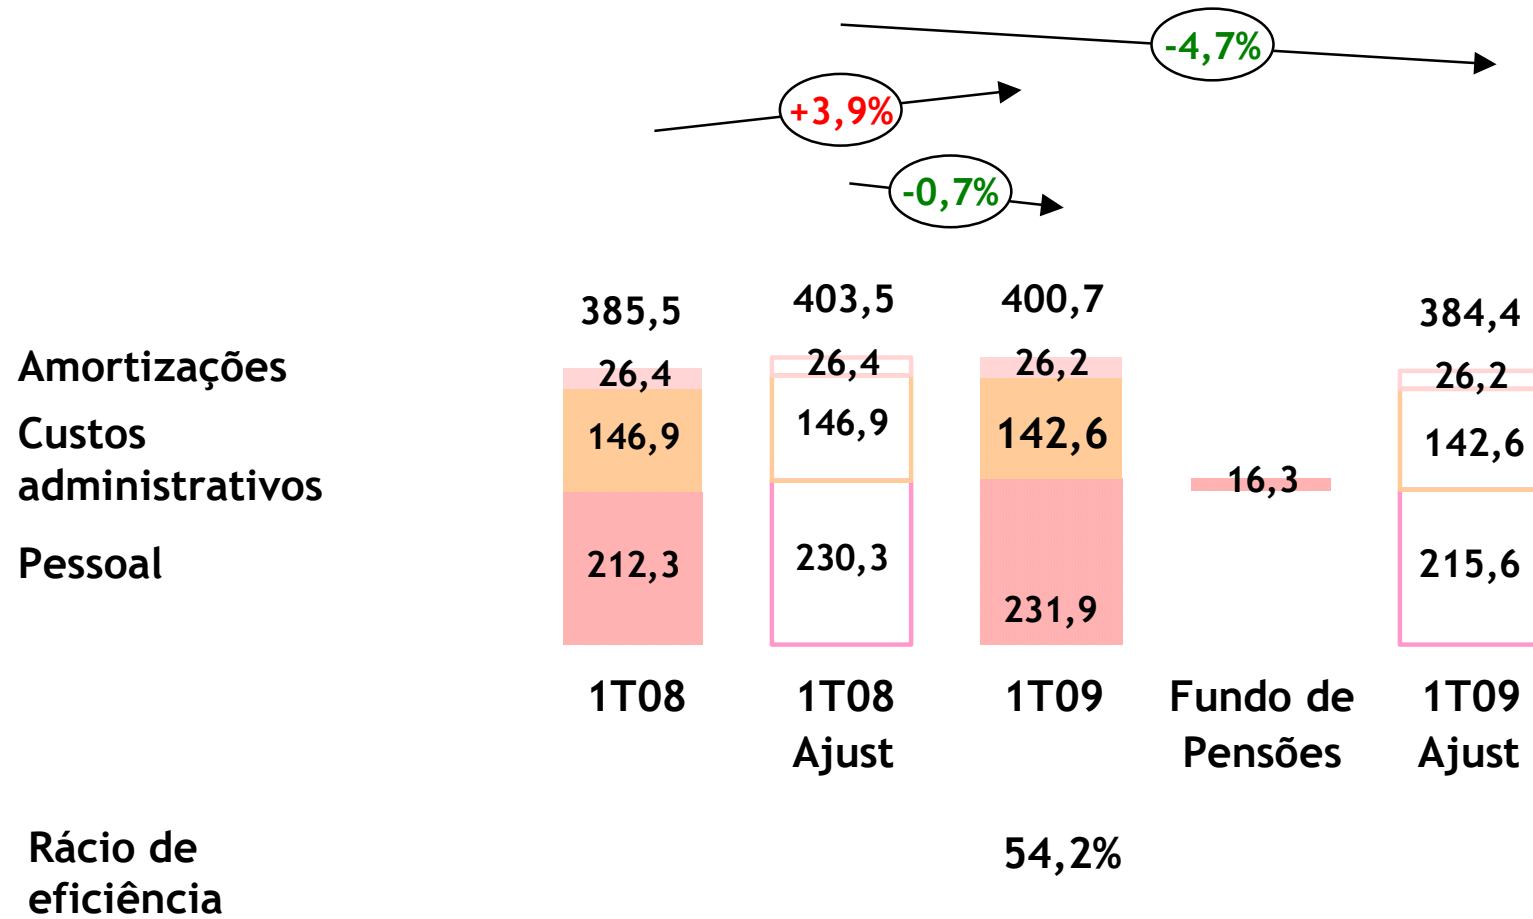 -4,7%
+3,9%
-0,7%
385,5 403,5 400,7 384,4
Amortizações 26,4 26,4 26,2 26,2
Custos
administrativos
146,9 146,9 142,6 142,6
16,3
Pessoal 212,3 230,3 231,9 215,6
1T08 1T08 1T09 Fundo de 1T09
Ajust Pensões Ajust
Rácio de
eficiência
54,2%